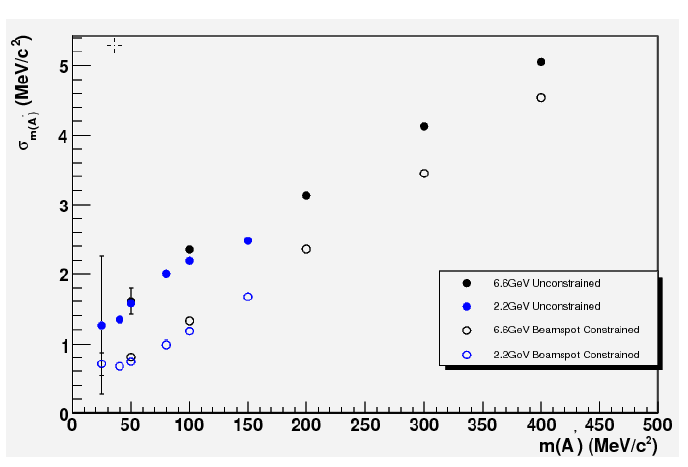 σm(A') (MeV/c²)
5
4
3
2
1
0
6.6GeV Unconstrained
2.2GeV Unconstrained
6.6GeV Beamspot Constrained
2.2GeV Beamspot Constrained
0 50 100 150 200 250 300 350 400 450 500
m(A') (MeV/c²)